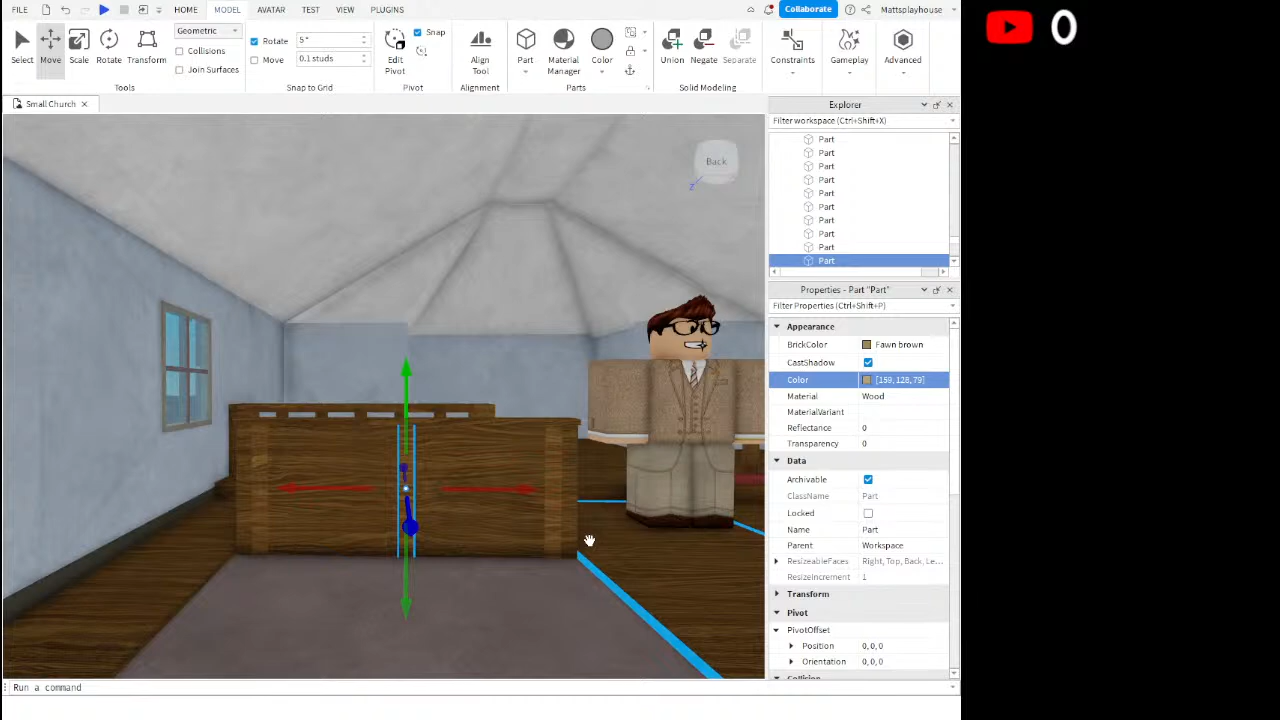 FILE EDIT HOME MODEL AVATAR TEST VIEW PLUGINS Collaborate Mattsplayhouse
Geometric
Collisions
Join Surfaces
Rotate 5 °
Move 0.1 studs
Snap
Select Move Scale Rotate Transform
Edit Pivot
Align Tool
Part
Material Manager
Color
Union Negate Separate
Constraints Gameplay Advanced
Tools Snap to Grid Pivot Alignment Parts Solid Modeling
Small Church
Back
Z
Explorer
Filter workspace (Ctrl+Shift+X)
Part
Part
Part
Part
Part
Part
Part
Part
Part
Part
Properties - Part "Part"
Filter Properties (Ctrl+Shift+P)
Appearance
BrickColor Fawn brown
CastShadow
Color [159, 128, 79]
Material Wood
MaterialVariant
Reflectance 0
Transparency 0
Data
Archivable
ClassName Part
Locked
Name Part
Parent Workspace
ResizeableFaces Right, Top, Back, Le...
ResizeIncrement 1
Transform
Pivot
PivotOffset
Position 0, 0, 0
Orientation 0, 0, 0
Collision
Run a command
0